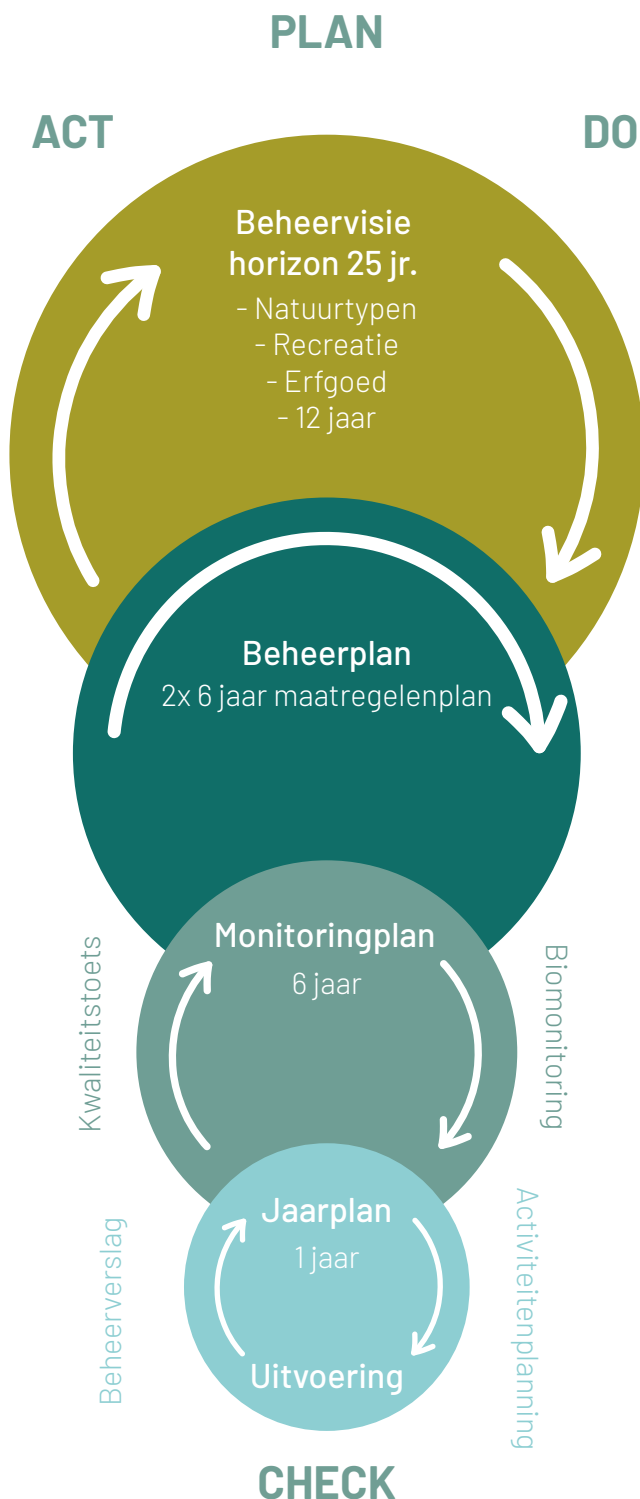 PLAN
ACT
DO
Beheervisie
horizon 25 jr.
- Natuurtypen
- Recreatie
- Erfgoed
- 12 jaar
Beheerplan
2x 6 jaar maatregelenplan
Monitoringplan
6 jaar
Kwaliteitstoets
Biomonitoring
Jaarplan
1 jaar
Beheerverslag
Activiteitenplanning
Uitvoering
CHECK